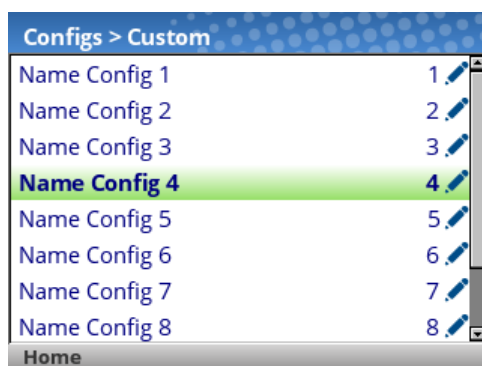 Configs > Custom
Name Config 1 1
Name Config 2 2
Name Config 3 3
Name Config 4 4
Name Config 5 5
Name Config 6 6
Name Config 7 7
Name Config 8 8
Home